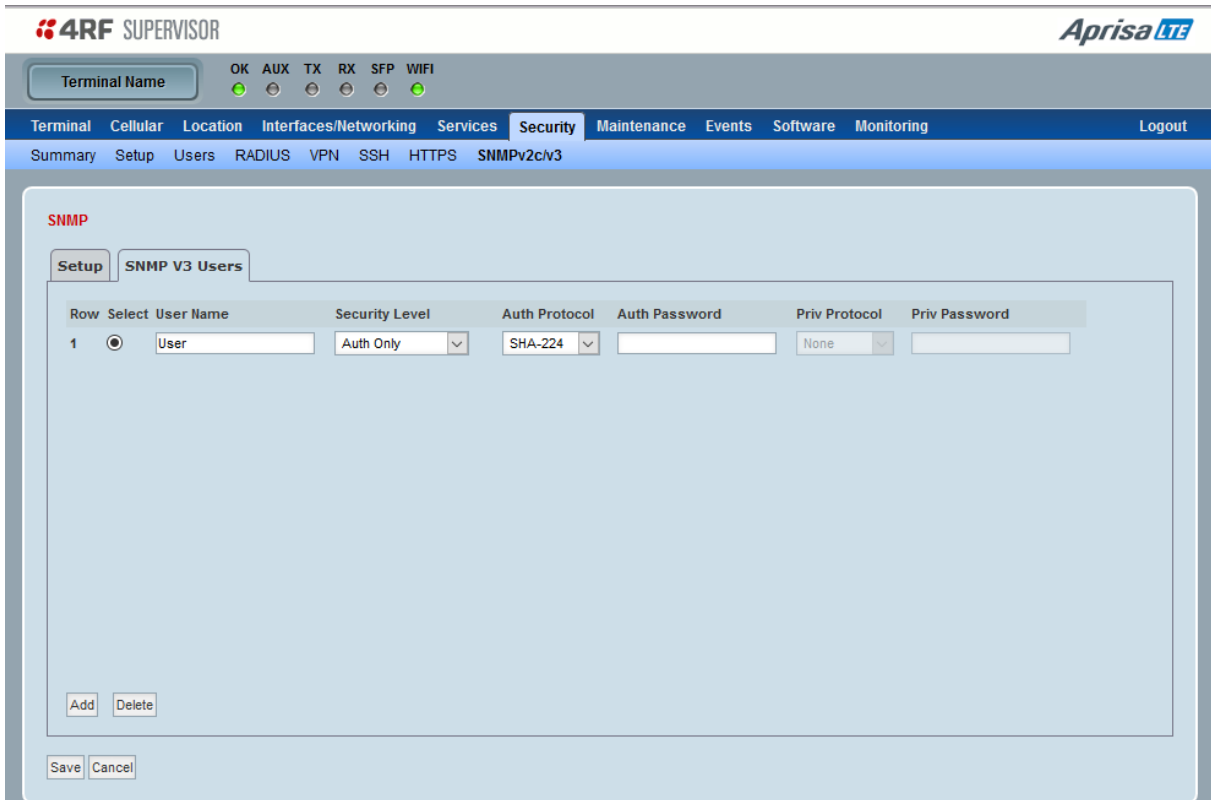 4RF SUPERVISOR
Aprisa LTE
Terminal Name
OK AUX TX RX SFP WIFI
Terminal Cellular Location Interfaces/Networking Services Security Maintenance Events Software Monitoring Logout
Summary Setup Users RADIUS VPN SSH HTTPS SNMPv2c/v3
SNMP
Setup SNMP V3 Users
Row Select User Name Security Level Auth Protocol Auth Password Priv Protocol Priv Password
1 User Auth Only SHA-224 None
Add Delete
Save Cancel